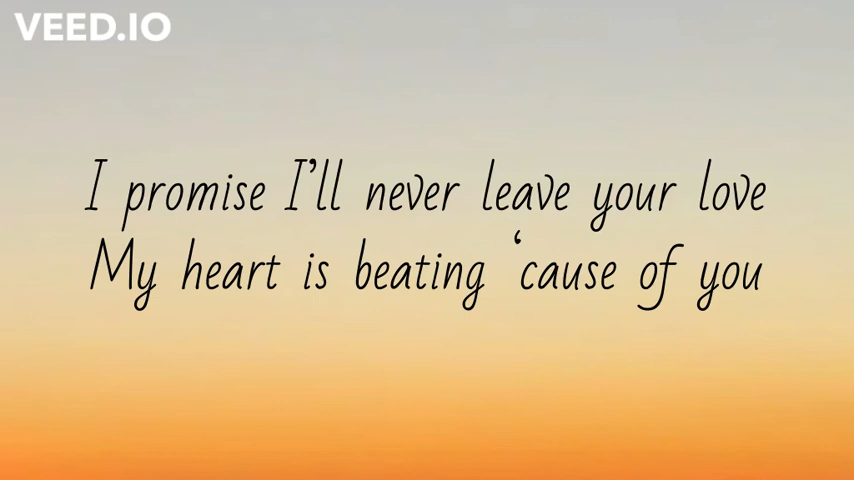 VEED.IO
I promise I’ll never leave your love
My heart is beating ‘cause of you